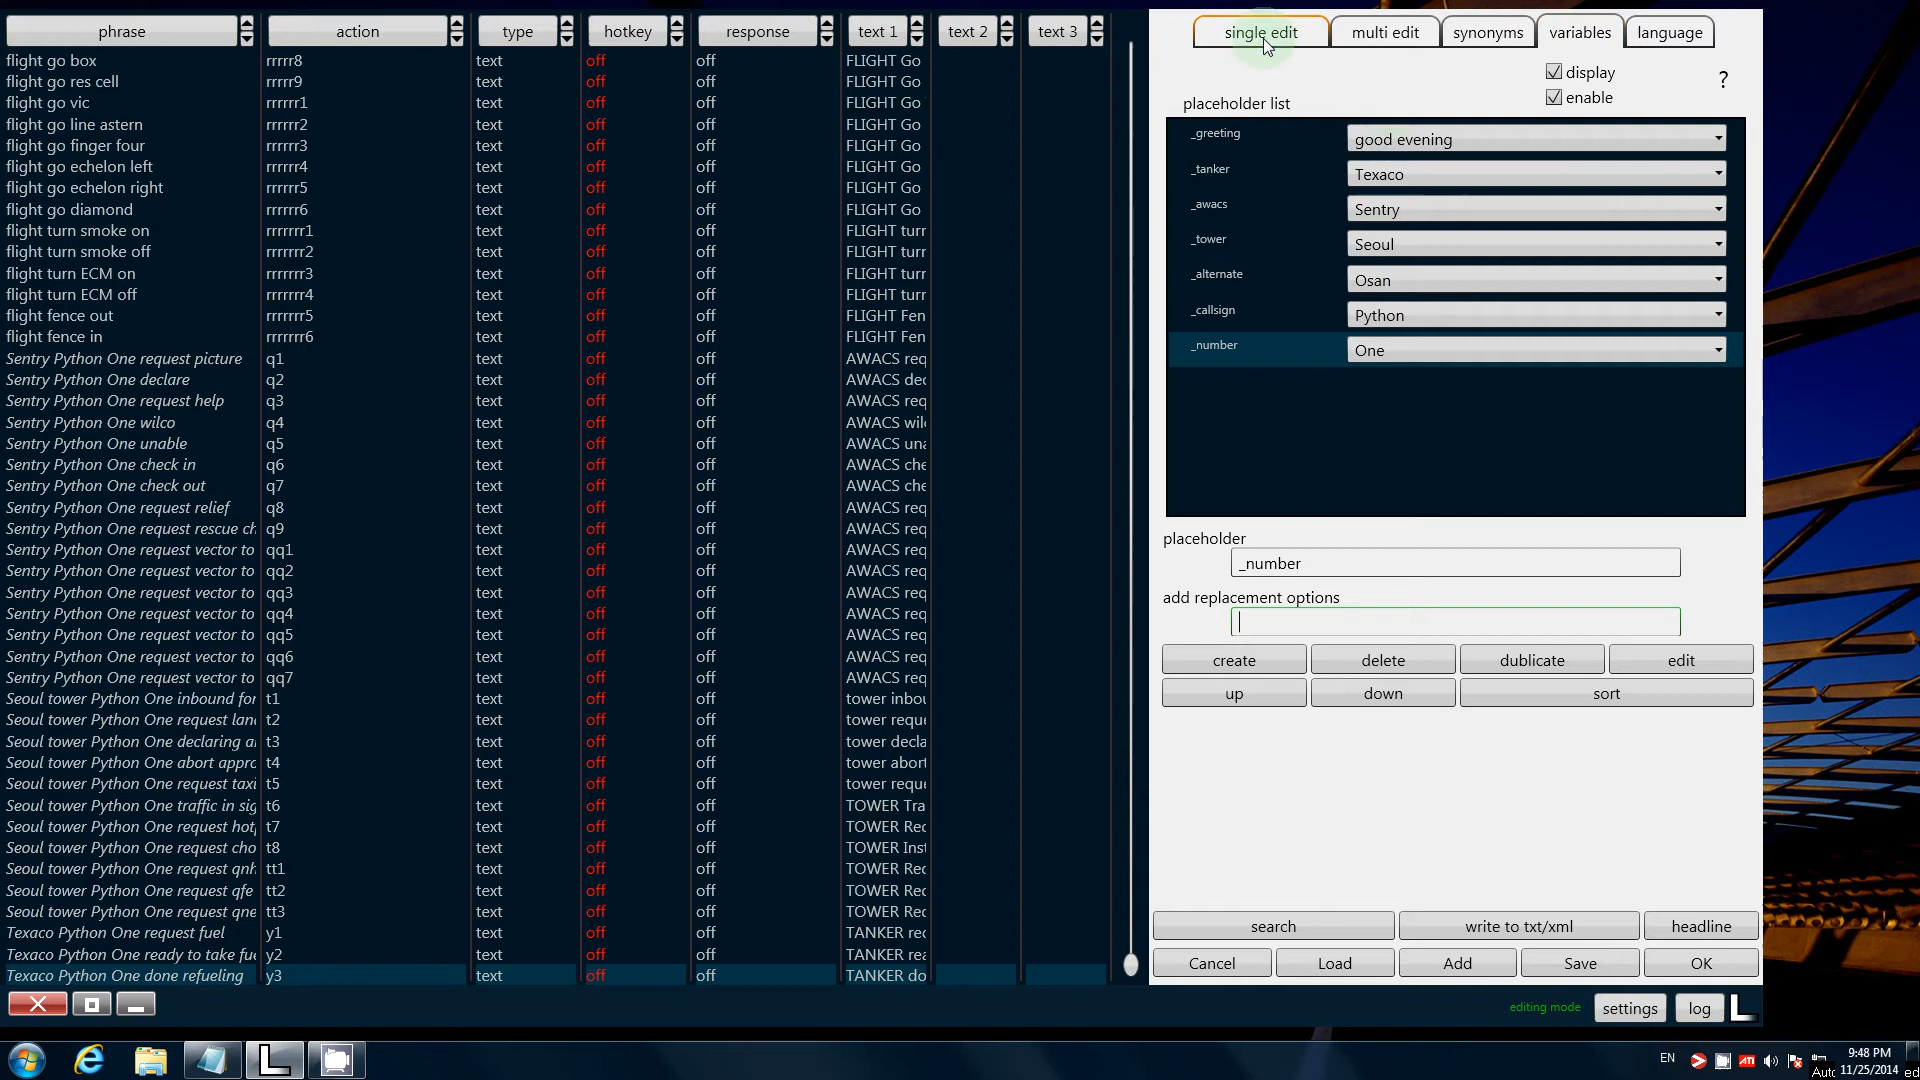 phrase action type hotkey response text 1 text 2 text 3
flight go box rrrrr8 text off off FLIGHT Go
flight go res cell rrrrr9 text off off FLIGHT Go
flight go vic rrrrrr1 text off off FLIGHT Go
flight go line astern rrrrrr2 text off off FLIGHT Go
flight go finger four rrrrrr3 text off off FLIGHT Go
flight go echelon left rrrrrr4 text off off FLIGHT Go
flight go echelon right rrrrrr5 text off off FLIGHT Go
flight go diamond rrrrrr6 text off off FLIGHT Go
flight turn smoke on rrrrrrr1 text off off FLIGHT turr
flight turn smoke off rrrrrrr2 text off off FLIGHT turr
flight turn ECM on rrrrrrr3 text off off FLIGHT turr
flight turn ECM off rrrrrrr4 text off off FLIGHT turr
flight fence out rrrrrrr5 text off off FLIGHT Fen
flight fence in rrrrrrr6 text off off FLIGHT Fen
Sentry Python One request picture q1 text off off AWACS req
Sentry Python One declare q2 text off off AWACS dec
Sentry Python One request help q3 text off off AWACS req
Sentry Python One wilco q4 text off off AWACS wil
Sentry Python One unable q5 text off off AWACS una
Sentry Python One check in q6 text off off AWACS che
Sentry Python One check out q7 text off off AWACS che
Sentry Python One request relief q8 text off off AWACS req
Sentry Python One request rescue ch q9 text off off AWACS req
Sentry Python One request vector to qq1 text off off AWACS req
Sentry Python One request vector to qq2 text off off AWACS req
Sentry Python One request vector to qq3 text off off AWACS req
Sentry Python One request vector to qq4 text off off AWACS req
Sentry Python One request vector to qq5 text off off AWACS req
Sentry Python One request vector to qq6 text off off AWACS req
Sentry Python One request vector to qq7 text off off AWACS req
Seoul tower Python One inbound for t1 text off off tower inbou
Seoul tower Python One request lan t2 text off off tower reque
Seoul tower Python One declaring a t3 text off off tower decla
Seoul tower Python One abort appro t4 text off off tower abort
Seoul tower Python One request taxi t5 text off off tower reque
Seoul tower Python One traffic in sig t6 text off off TOWER Tra
Seoul tower Python One request hot t7 text off off TOWER Rec
Seoul tower Python One request cho t8 text off off TOWER Inst
Seoul tower Python One request qnh tt1 text off off TOWER Rec
Seoul tower Python One request qfe tt2 text off off TOWER Rec
Seoul tower Python One request qne tt3 text off off TOWER Rec
Texaco Python One request fuel y1 text off off TANKER rec
Texaco Python One ready to take fue y2 text off off TANKER rea
Texaco Python One done refueling y3 text off off TANKER do
single edit multi edit synonyms variables language
display
?
enable
placeholder list
_greeting good evening
_tanker Texaco
_awacs Sentry
_tower Seoul
_alternate Osan
_callsign Python
_number One
placeholder
_number
add replacement options
create delete dublicate edit
up down sort
search write to txt/xml headline
Cancel Load Add Save OK
editing mode settings log
EN ATI 9:48 PM
11/25/2014